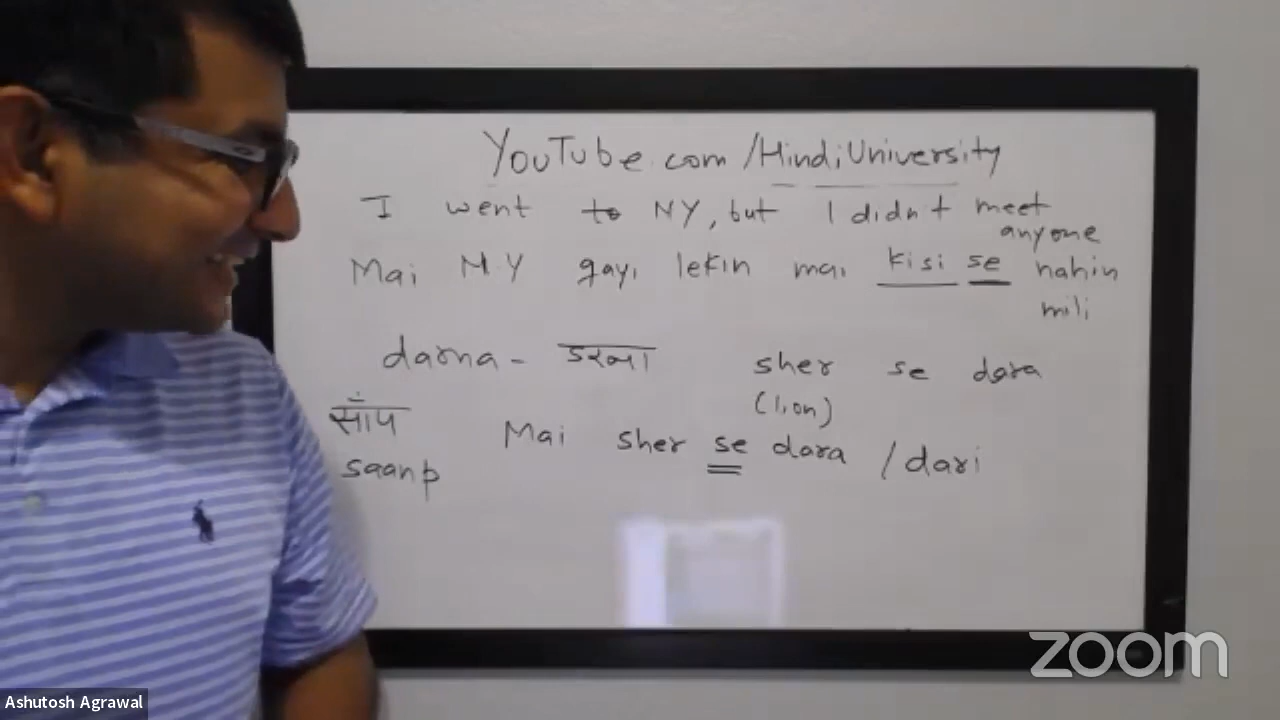 YouTube.com/HindiUniversity
I went to NY, but I didnt meet
anyone
Mai NY gayi lekin mai kisi se nahin
mili
darna - डरना sher se dara
(lion)
साँप
saanp
Mai sher se dara / dari
zoom
Ashutosh Agrawal